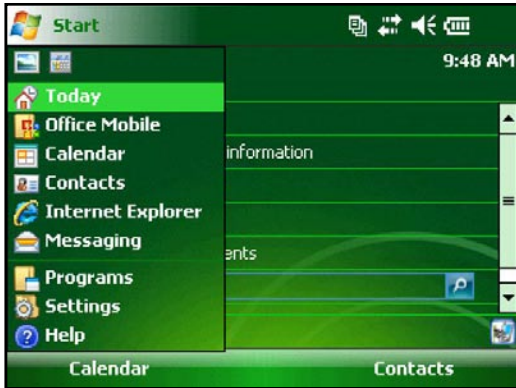 Start
9:48 AM
Today
Office Mobile
Calendar
information
Contacts
Internet Explorer
Messaging
ents
Programs
Settings
Help
Calendar Contacts